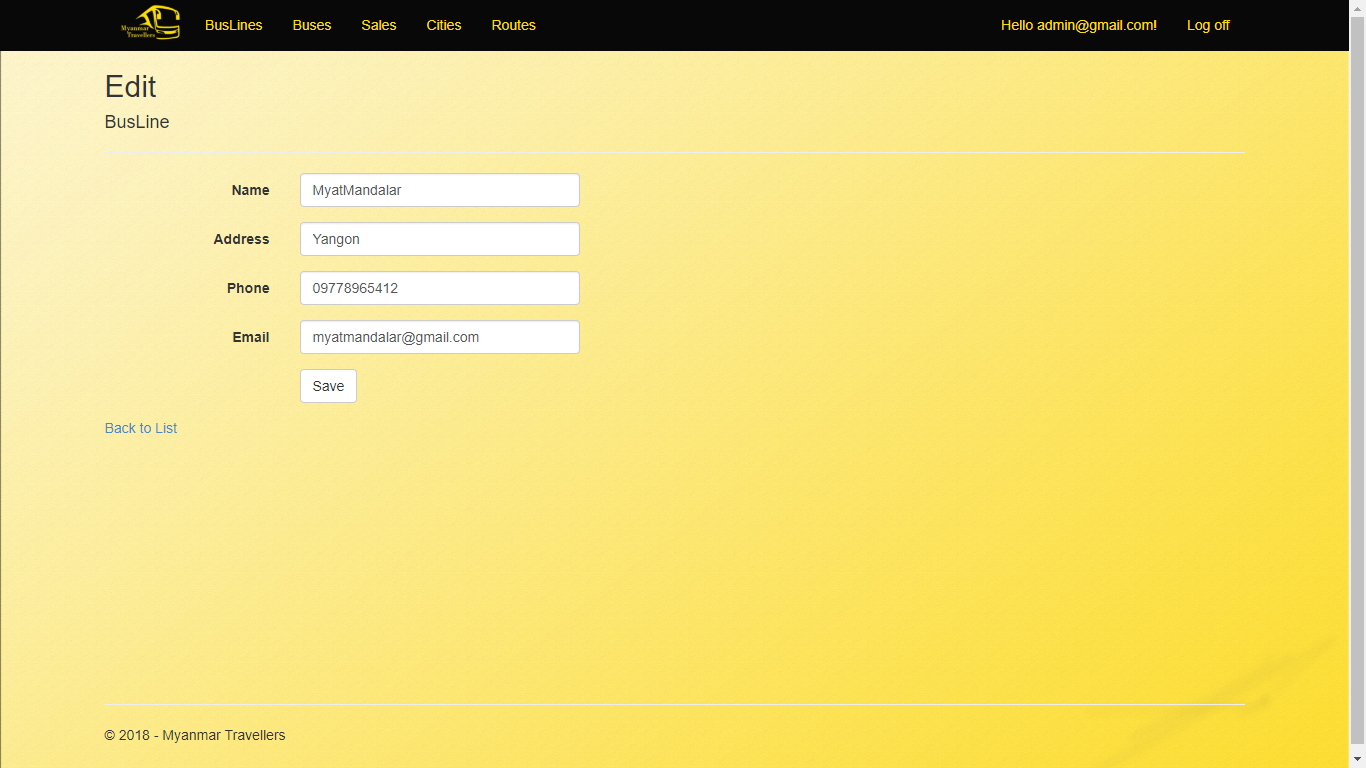 Myanmar
Travellers
BusLines Buses Sales Cities Routes Hello admin@gmail.com! Log off
Edit
BusLine
Name MyatMandalar
Address Yangon
Phone 09778965412
Email myatmandalar@gmail.com
Save
Back to List
© 2018 - Myanmar Travellers